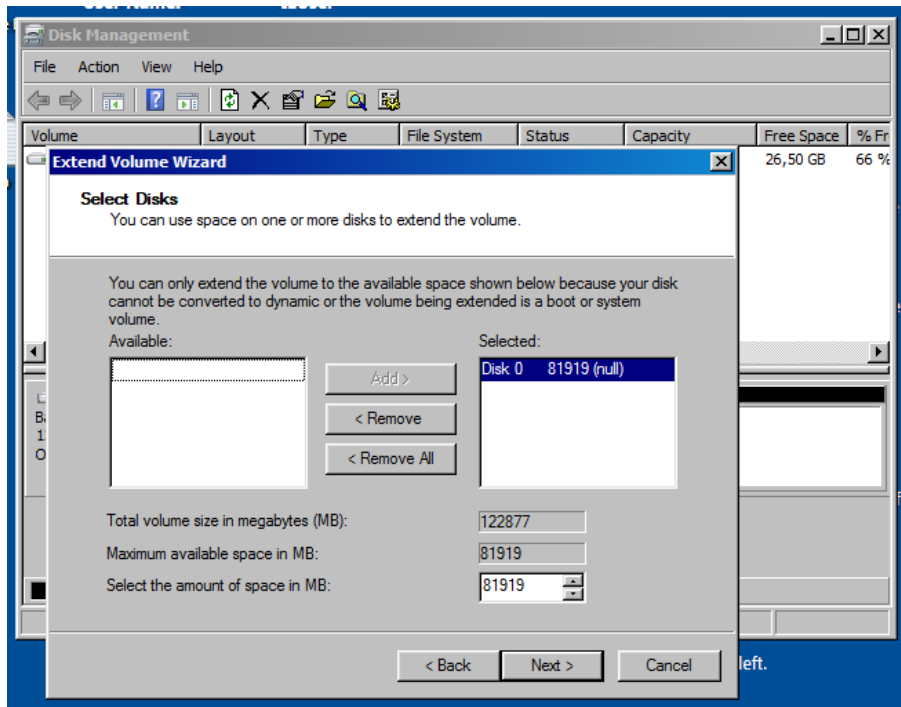 User Name:
Disk Management
File Action View Help
Volume Layout Type File System Status Capacity Free Space % Fr
26,50 GB 66 %
Extend Volume Wizard
Select Disks
You can use space on one or more disks to extend the volume.
You can only extend the volume to the available space shown below because your disk
cannot be converted to dynamic or the volume being extended is a boot or system
volume.
Available: Selected:
Disk 0 81919 (null)
Add >
< Remove
< Remove All
Total volume size in megabytes (MB): 122877
Maximum available space in MB: 81919
Select the amount of space in MB: 81919
< Back Next > Cancel
left.